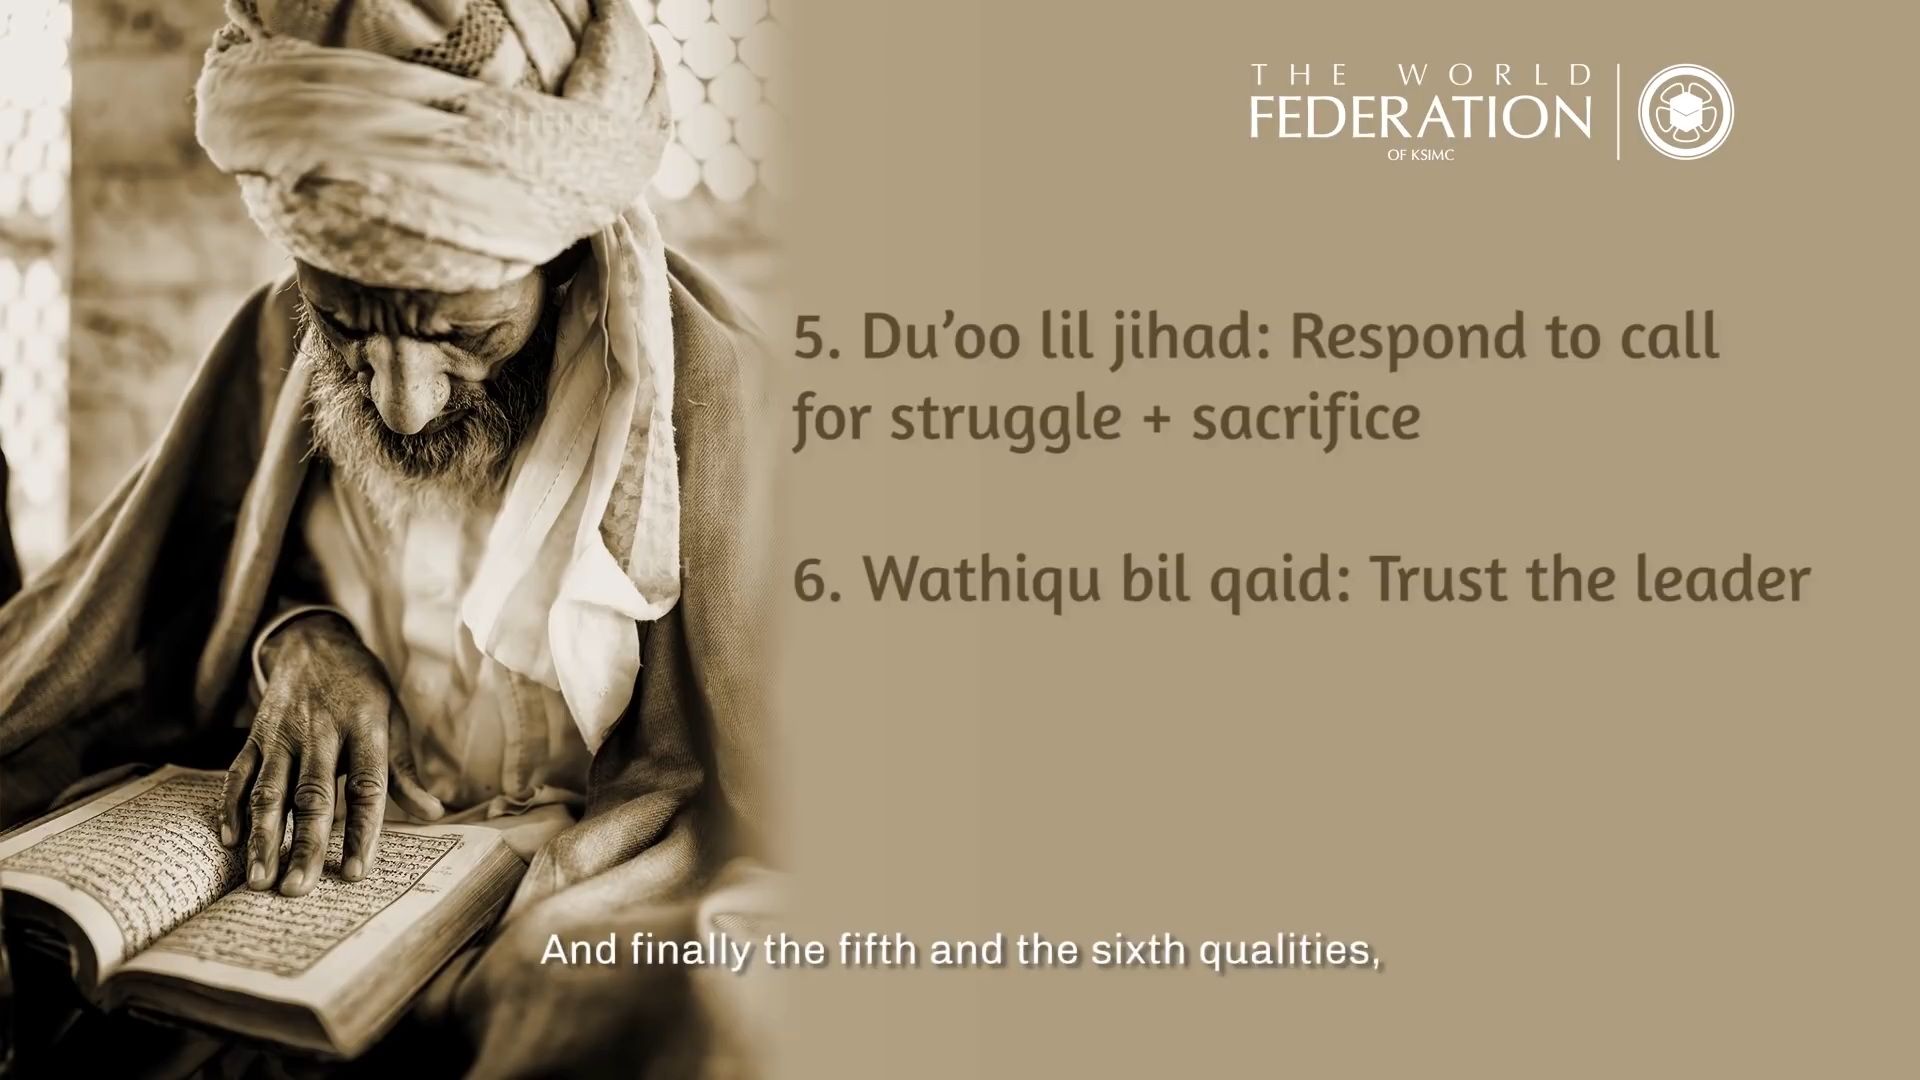 THE WORLD
FEDERATION
OF KSIMC
5. Du’oo lil jihad: Respond to call
for struggle + sacrifice
6. Wathiqu bil qaid: Trust the leader
And finally the fifth and the sixth qualities,